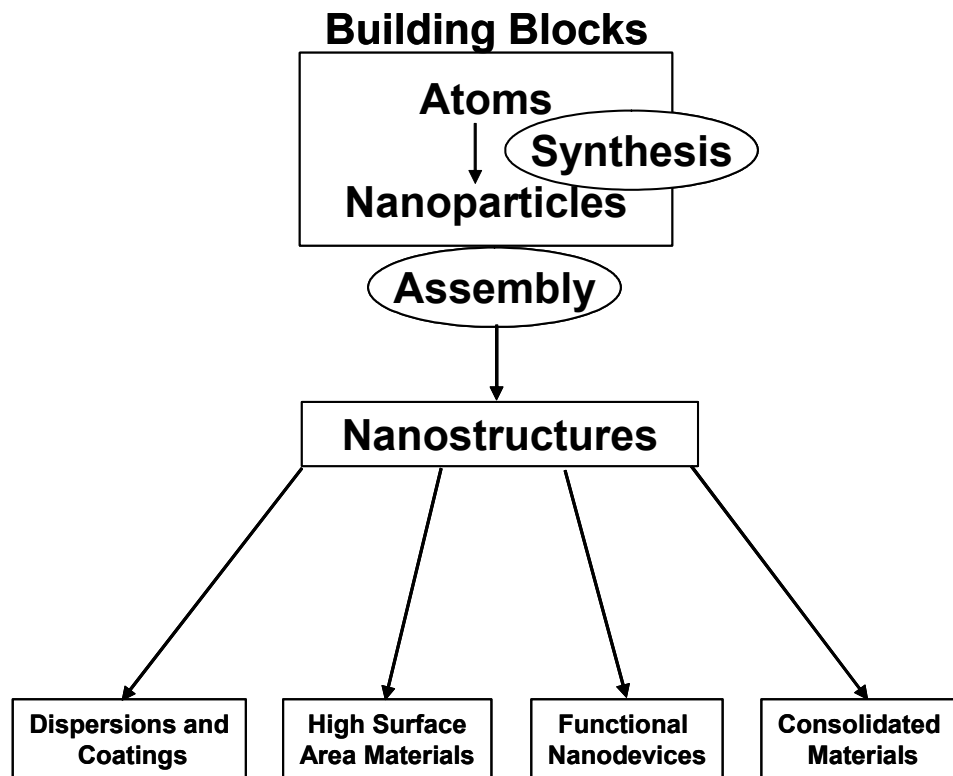 Building Blocks
Atoms
Synthesis
Nanoparticles
Assembly
Nanostructures
Dispersions and
Coatings
High Surface
Area Materials
Functional
Nanodevices
Consolidated
Materials